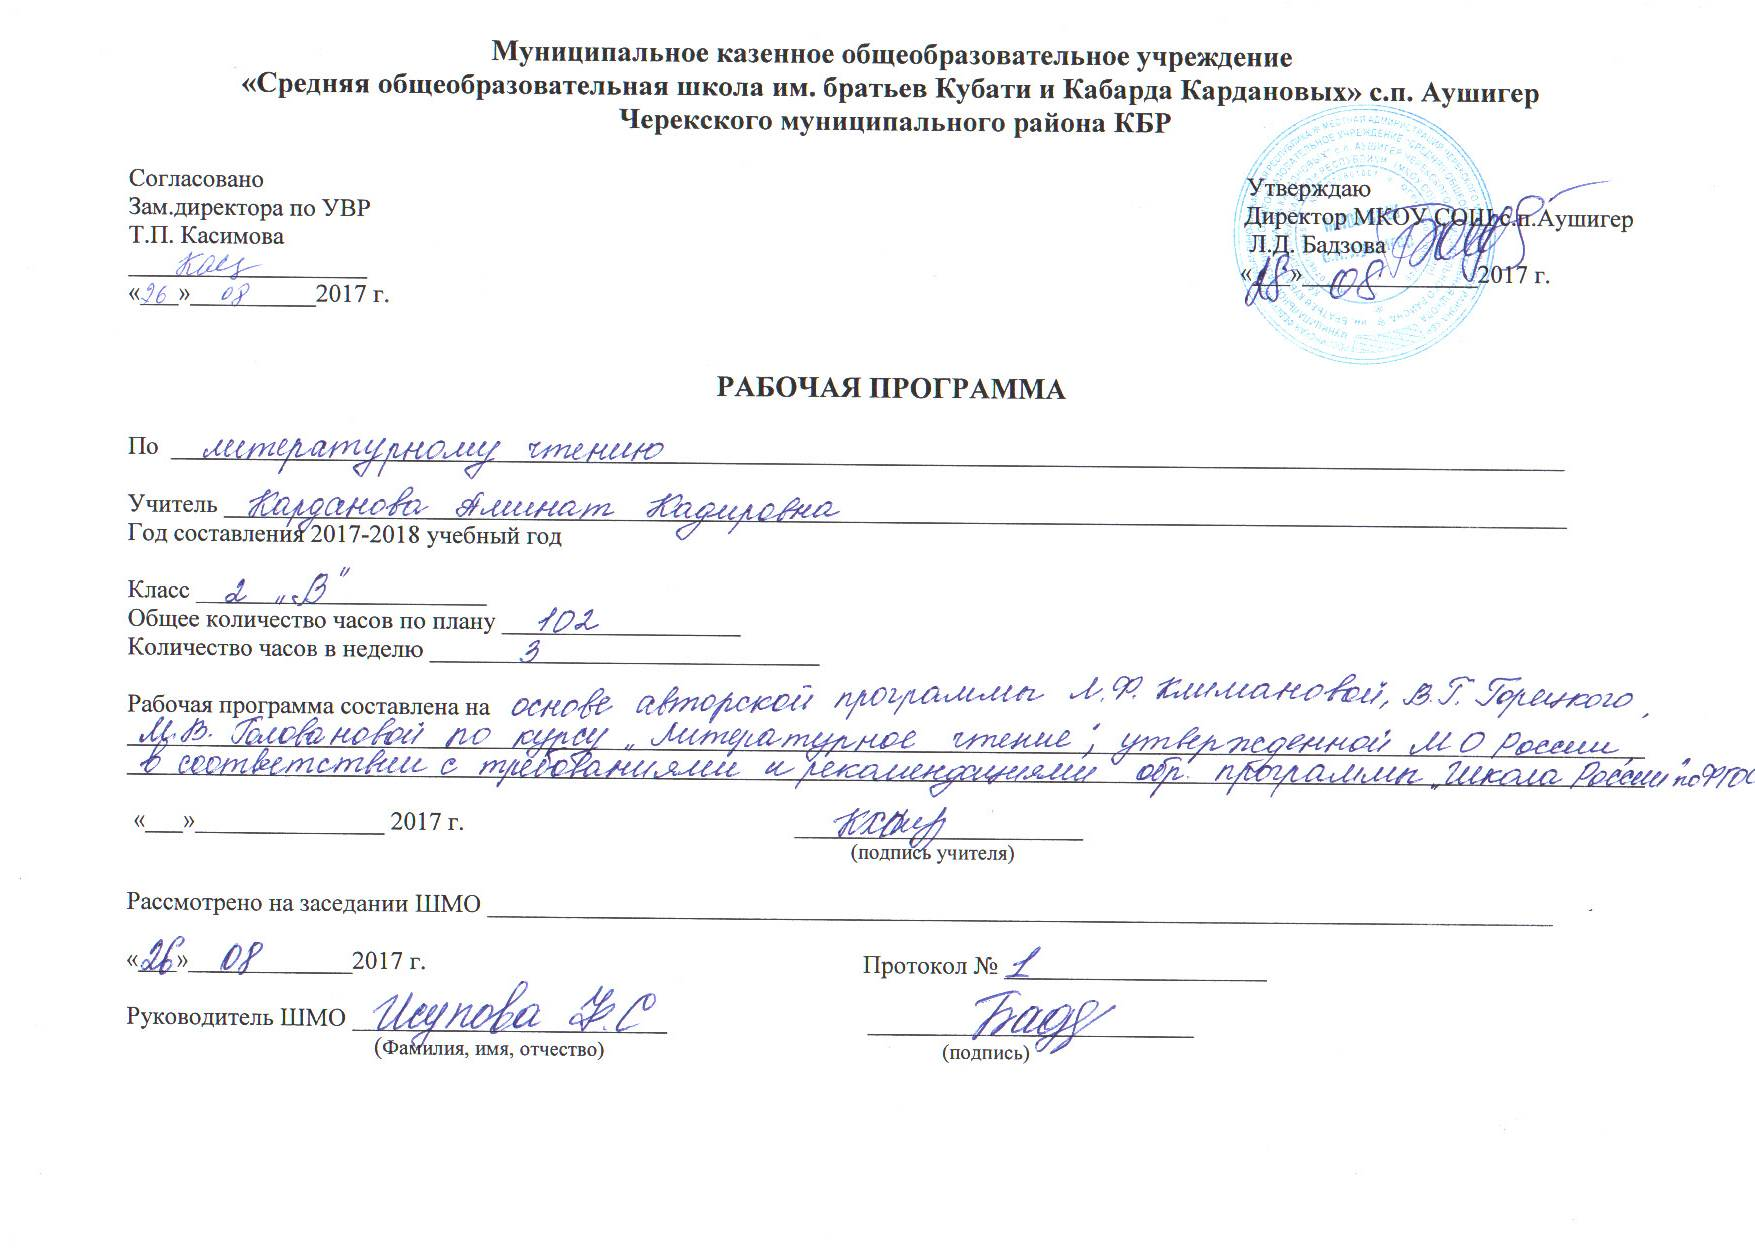 Муниципальное казенное общеобразовательное учреждение
«Средняя общеобразовательная школа им. братьев Кубати и Кабарда Кардановых» с.п. Аушигер
Черекского муниципального района КБР
Согласовано
Зам.директора по УВР
Т.П. Касимова
«26»__________2017 г.
08
Утверждаю
Директор МКОУ СОШ с.п.Аушигер
Л.Д. Бадзова
«28» 08 2017 г.
РАБОЧАЯ ПРОГРАММА
По литературному чтению
Учитель Карданова Аминат Кадировна
Год составления 2017-2018 учебный год
Класс 2 „В"
Общее количество часов по плану 102
Количество часов в неделю 3
Рабочая программа составлена на основе авторской программы Л.Ф. Климановой, В.Г. Горецкого,
М.В. Головановой по курсу „Литературное чтение", утвержденной МО России,
в соответствии с требованиями и рекомендациями обр. программы „Школа России" по ФГОС
«___»_______________ 2017 г.
(подпись учителя)
Рассмотрено на заседании ШМО
«26» 08 2017 г. Протокол № 1
Руководитель ШМО Исупова Ф.С
(Фамилия, имя, отчество) (подпись)